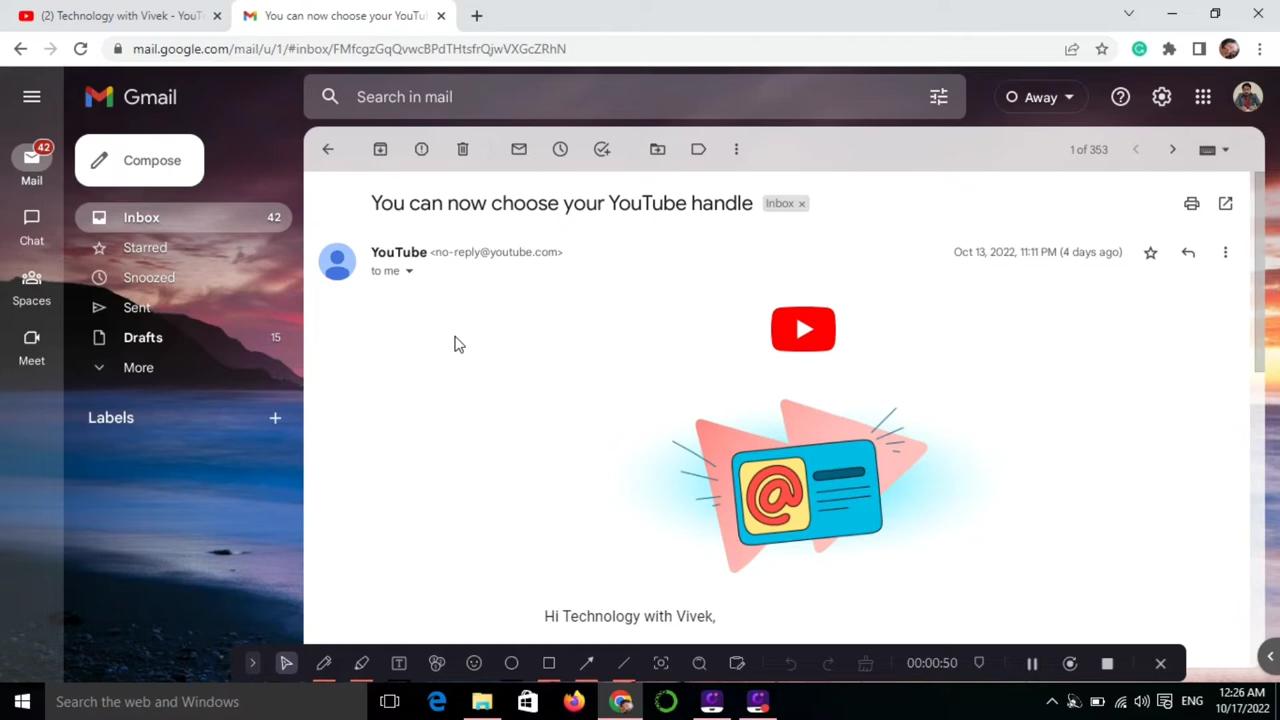 (2) Technology with Vivek - YouT
You can now choose your YouTu
mail.google.com/mail/u/1/#inbox/FMfcgzGqQvwcBPdTHtsfrQjwVXGcZRhN
Gmail
Search in mail
Away
42
Mail
Compose
1 of 353
You can now choose your YouTube handle
Inbox x
Inbox 42
Chat
Starred
YouTube <no-reply@youtube.com>
Oct 13, 2022, 11:11 PM (4 days ago)
to me
Snoozed
Spaces
Sent
Drafts 15
Meet
More
Labels +
@
Hi Technology with Vivek,
00:00:50
Search the web and Windows
ENG
12:26 AM
10/17/2022